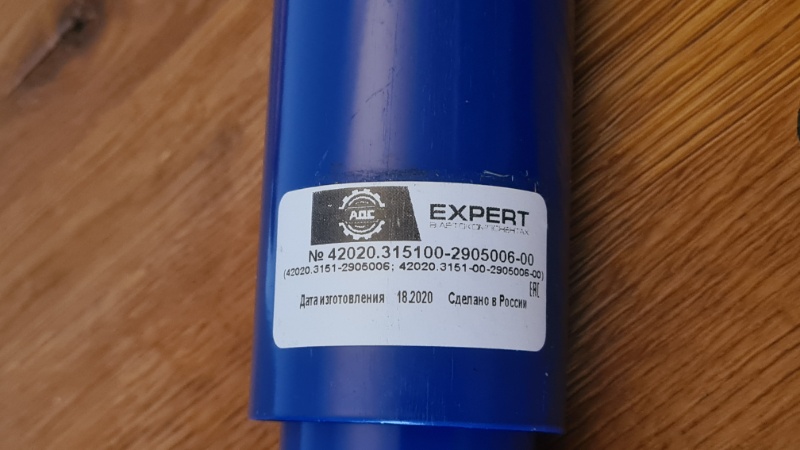 А.Д.С
EXPERT
В АВТОКОМПОНЕНТАХ
№ 42020.315100-2905006-00
(42020.3151-2905006; 42020.3151-00-2905006-00)
EAC
Дата изготовления 18.2020 Сделано в России